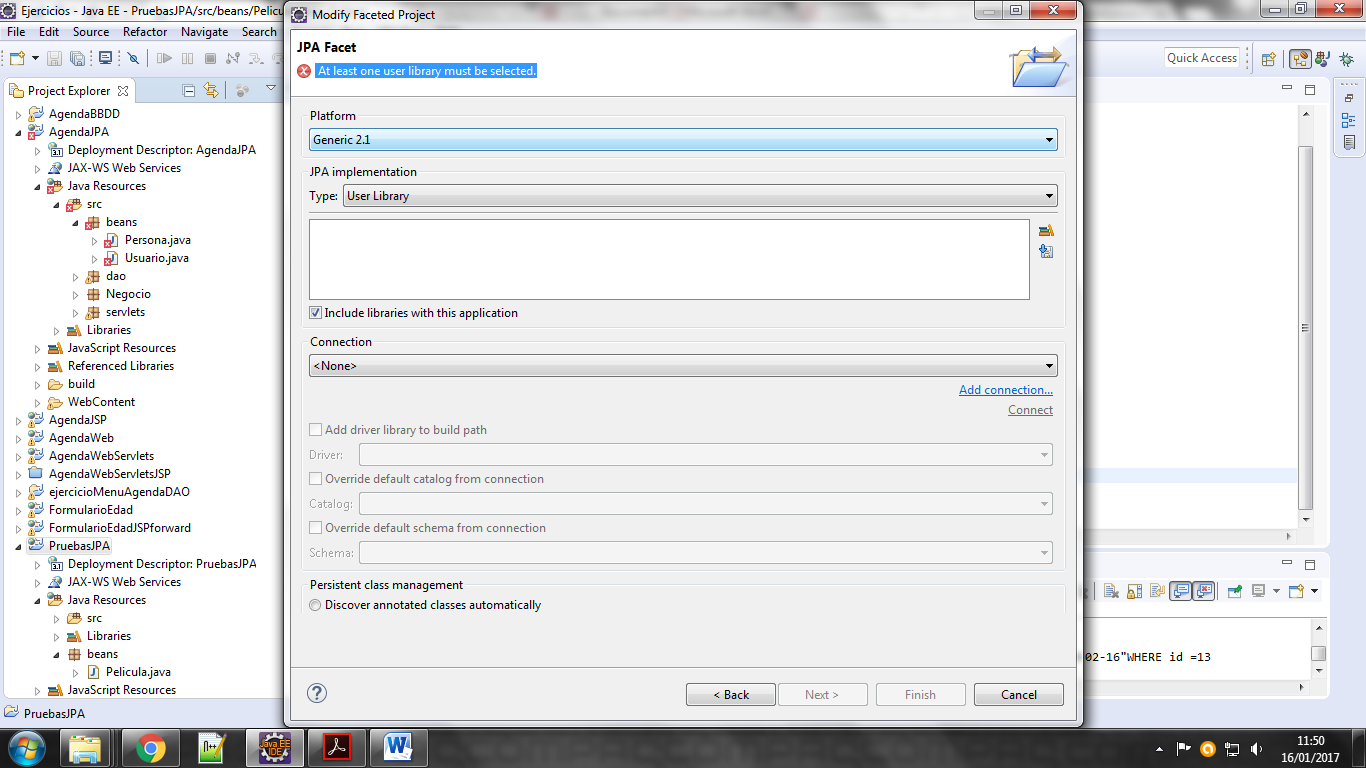 Ejercicios - Java EE - PruebasJPA/src/beans/Pelicu
File Edit Source Refactor Navigate Search
Quick Access
Project Explorer
AgendaBBDD
AgendaJPA
Deployment Descriptor: AgendaJPA
JAX-WS Web Services
Java Resources
src
beans
Persona.java
Usuario.java
dao
Negocio
servlets
Libraries
JavaScript Resources
Referenced Libraries
build
WebContent
AgendaJSP
AgendaWeb
AgendaWebServlets
AgendaWebServletsJSP
ejercicioMenuAgendaDAO
FormularioEdad
FormularioEdadJSPforward
PruebasJPA
Deployment Descriptor: PruebasJPA
JAX-WS Web Services
Java Resources
src
Libraries
beans
Pelicula.java
JavaScript Resources
PruebasJPA
Modify Faceted Project
JPA Facet
At least one user library must be selected.
Platform
Generic 2.1
JPA implementation
Type: User Library
Include libraries with this application
Connection
<None>
Add connection...
Connect
Add driver library to build path
Driver:
Override default catalog from connection
Catalog:
Override default schema from connection
Schema:
Persistent class management
Discover annotated classes automatically
? < Back Next > Finish Cancel
02-16"WHERE id =13
Java EE
IDE
11:50
16/01/2017